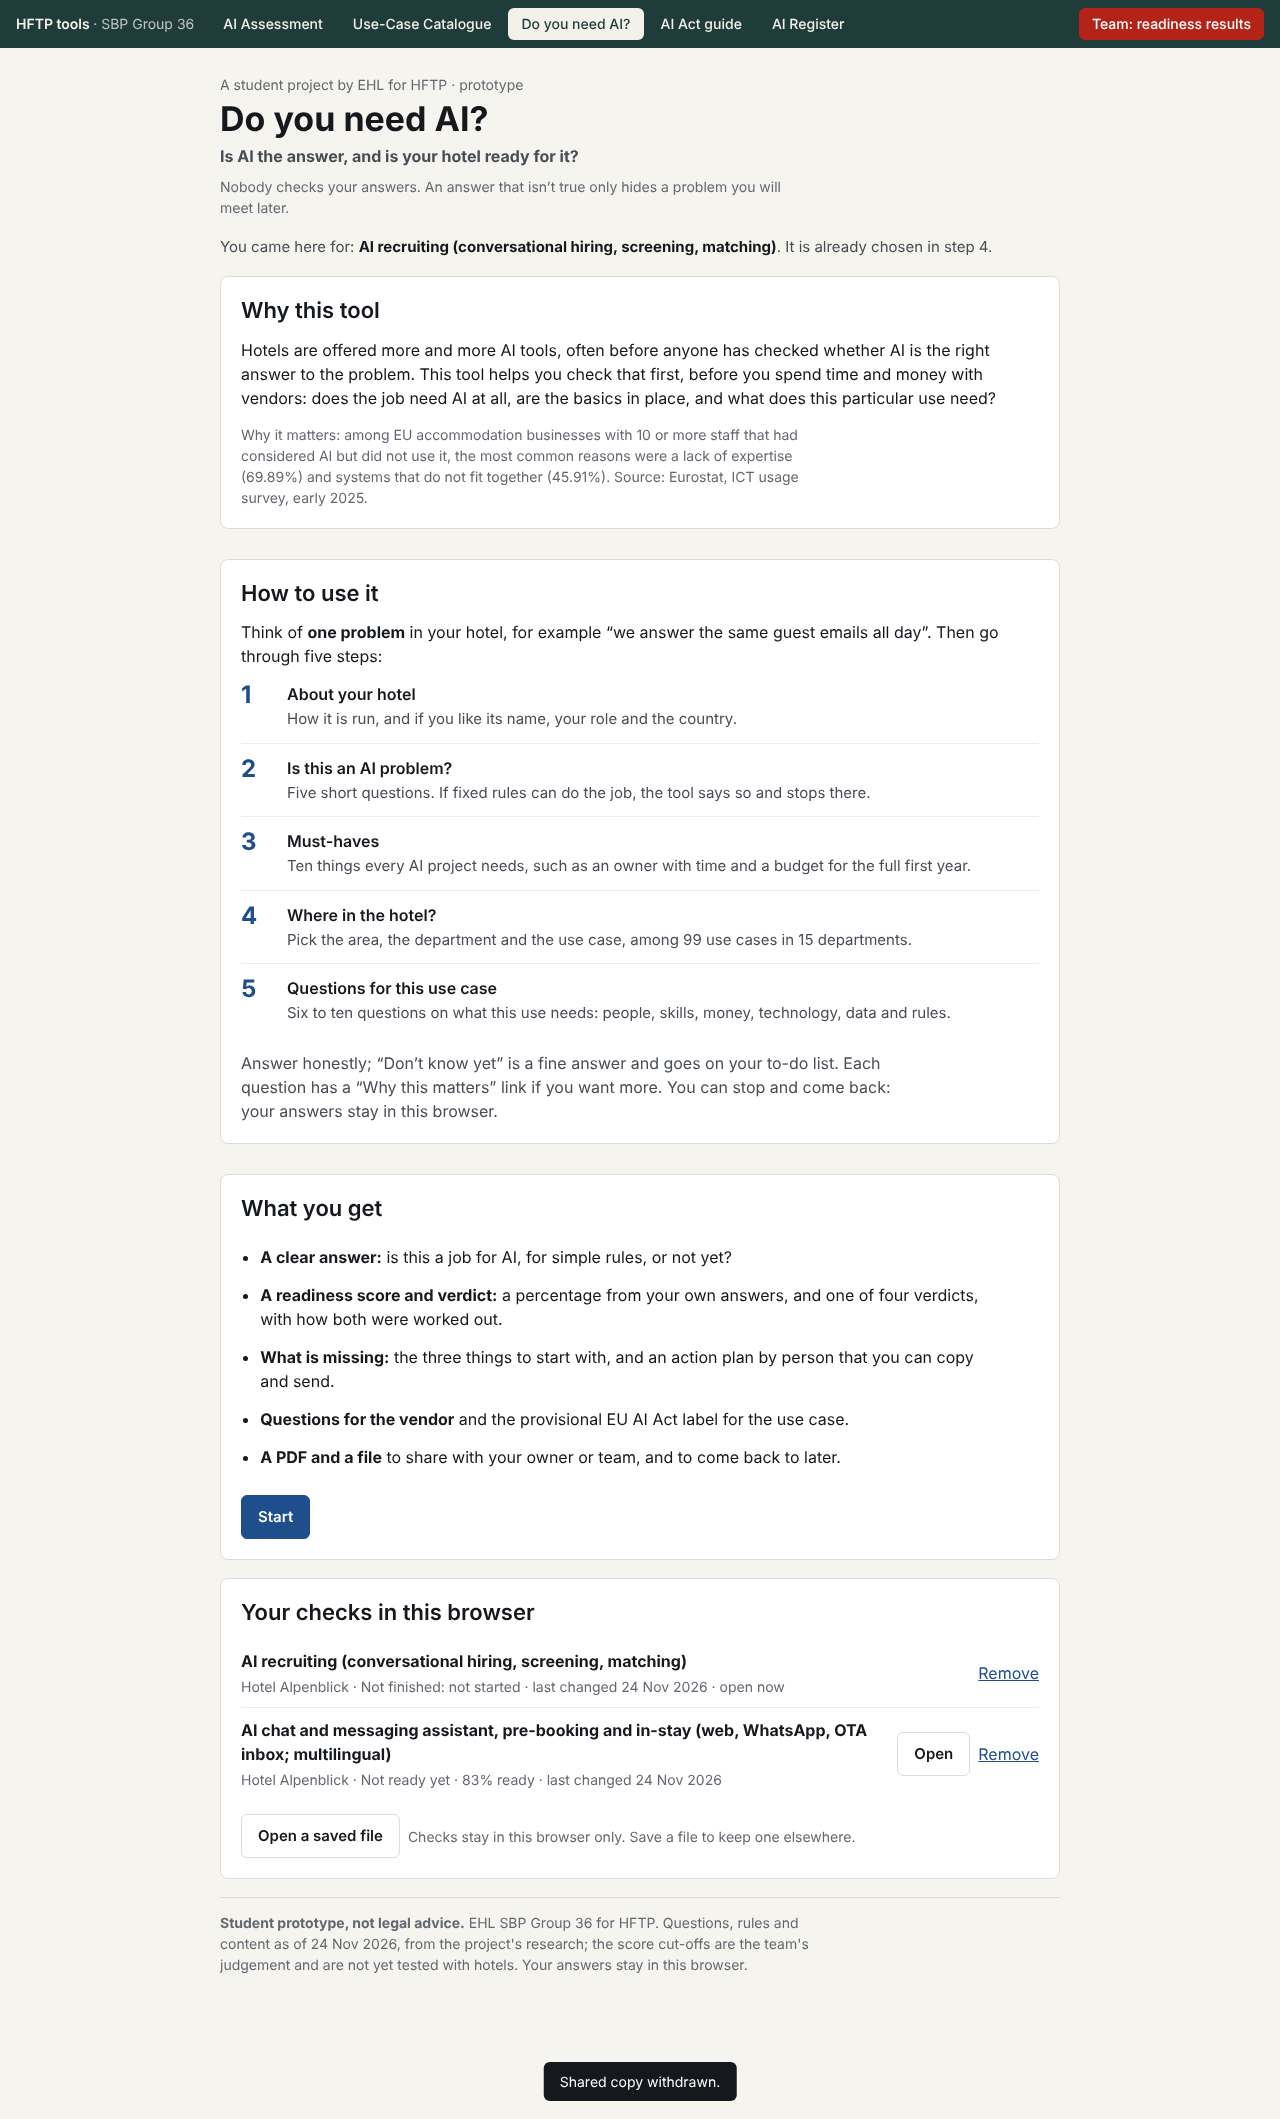 HFTP tools · SBP Group 36
AI Assessment
Use-Case Catalogue
Do you need AI?
AI Act guide
AI Register
Team: readiness results
A student project by EHL for HFTP · prototype
Do you need AI?
Is AI the answer, and is your hotel ready for it?
Nobody checks your answers. An answer that isn’t true only hides a problem you will
meet later.
You came here for: AI recruiting (conversational hiring, screening, matching). It is already chosen in step 4.
Why this tool
Hotels are offered more and more AI tools, often before anyone has checked whether AI is the right
answer to the problem. This tool helps you check that first, before you spend time and money with
vendors: does the job need AI at all, are the basics in place, and what does this particular use need?
Why it matters: among EU accommodation businesses with 10 or more staff that had
considered AI but did not use it, the most common reasons were a lack of expertise
(69.89%) and systems that do not fit together (45.91%). Source: Eurostat, ICT usage
survey, early 2025.
How to use it
Think of one problem in your hotel, for example “we answer the same guest emails all day”. Then go
through five steps:
1
About your hotel
How it is run, and if you like its name, your role and the country.
2
Is this an AI problem?
Five short questions. If fixed rules can do the job, the tool says so and stops there.
3
Must-haves
Ten things every AI project needs, such as an owner with time and a budget for the full first year.
4
Where in the hotel?
Pick the area, the department and the use case, among 99 use cases in 15 departments.
5
Questions for this use case
Six to ten questions on what this use needs: people, skills, money, technology, data and rules.
Answer honestly; “Don’t know yet” is a fine answer and goes on your to-do list. Each
question has a “Why this matters” link if you want more. You can stop and come back:
your answers stay in this browser.
What you get
• A clear answer: is this a job for AI, for simple rules, or not yet?
• A readiness score and verdict: a percentage from your own answers, and one of four verdicts,
with how both were worked out.
• What is missing: the three things to start with, and an action plan by person that you can copy
and send.
• Questions for the vendor and the provisional EU AI Act label for the use case.
• A PDF and a file to share with your owner or team, and to come back to later.
Start
Your checks in this browser
AI recruiting (conversational hiring, screening, matching)
Hotel Alpenblick · Not finished: not started · last changed 24 Nov 2026 · open now
Remove
AI chat and messaging assistant, pre-booking and in-stay (web, WhatsApp, OTA
inbox; multilingual)
Hotel Alpenblick · Not ready yet · 83% ready · last changed 24 Nov 2026
Open
Remove
Open a saved file
Checks stay in this browser only. Save a file to keep one elsewhere.
Student prototype, not legal advice. EHL SBP Group 36 for HFTP. Questions, rules and
content as of 24 Nov 2026, from the project's research; the score cut-offs are the team's
judgement and are not yet tested with hotels. Your answers stay in this browser.
Shared copy withdrawn.